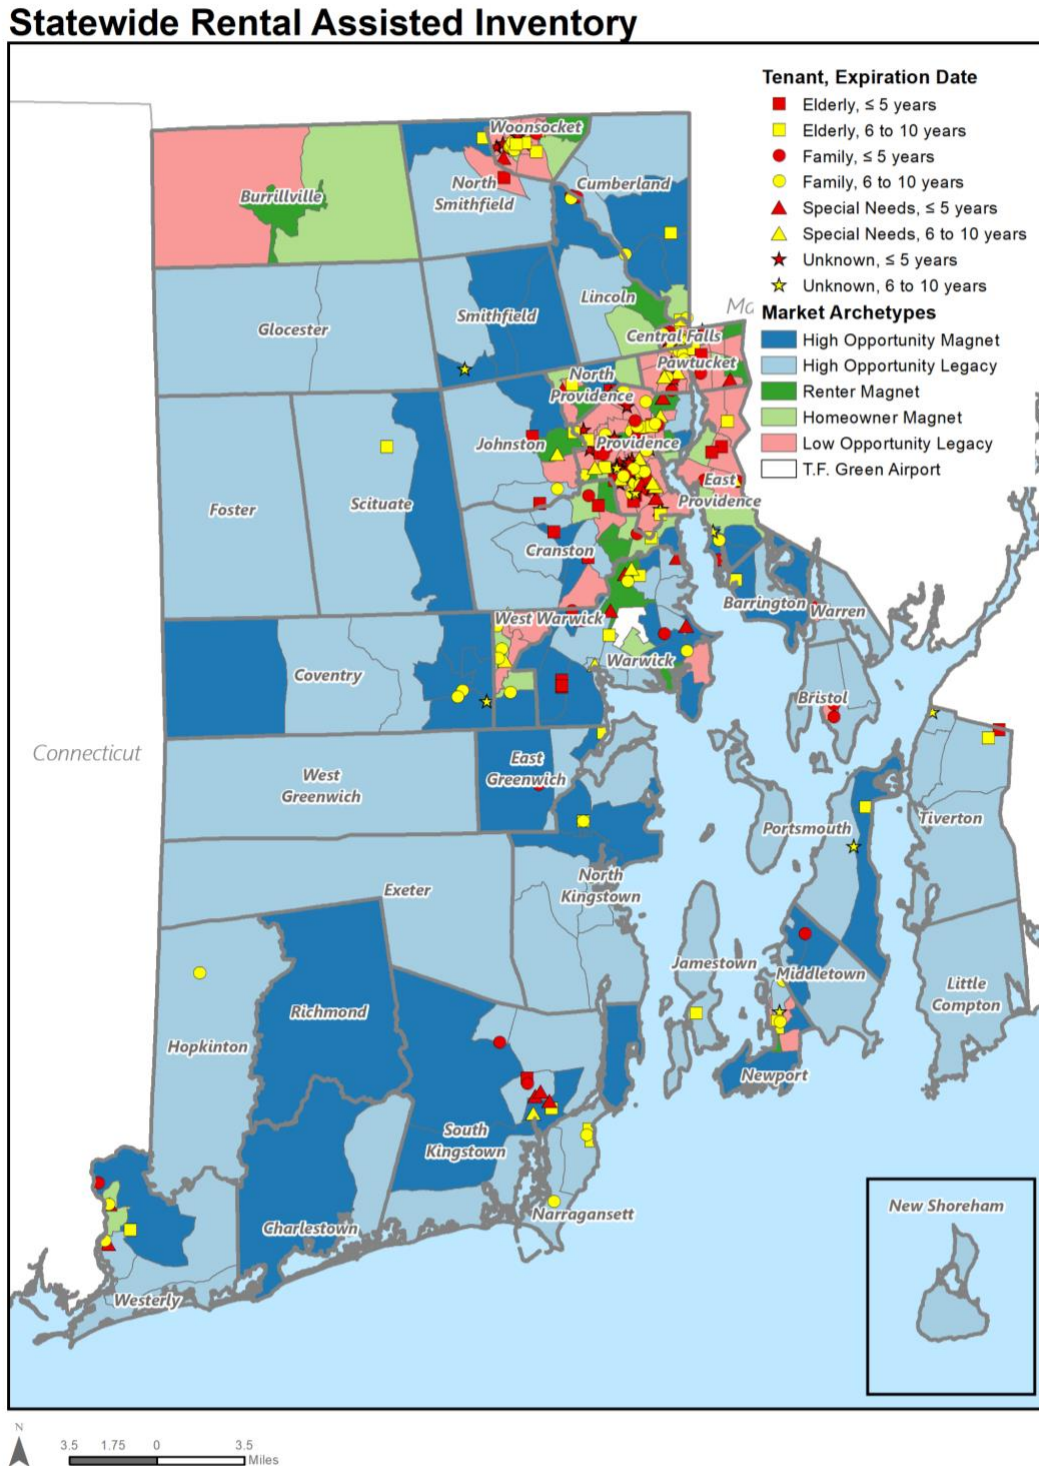 Statewide Rental Assisted Inventory
Tenant, Expiration Date
Elderly, ≤ 5 years
Elderly, 6 to 10 years
Family, ≤ 5 years
Family, 6 to 10 years
Special Needs, ≤ 5 years
Special Needs, 6 to 10 years
Unknown, ≤ 5 years
Unknown, 6 to 10 years
Market Archetypes
High Opportunity Magnet
High Opportunity Legacy
Renter Magnet
Homeowner Magnet
Low Opportunity Legacy
T.F. Green Airport
Woonsocket
Burrillville
North
Smithfield
Cumberland
Glocester
Smithfield
Lincoln
Ma
Central Falls
Pawtucket
North
Providence
Johnston
Providence
East
Providence
Foster
Scituate
Cranston
Barrington
Warren
West Warwick
Warwick
Coventry
Bristol
Connecticut
West
Greenwich
East
Greenwich
Portsmouth
Tiverton
Exeter
North
Kingstown
Jamestown
Middletown
Little
Compton
Richmond
Hopkinton
Newport
South
Kingstown
Charlestown
Narragansett
Westerly
New Shoreham
N
3.5 1.75 0 3.5
Miles